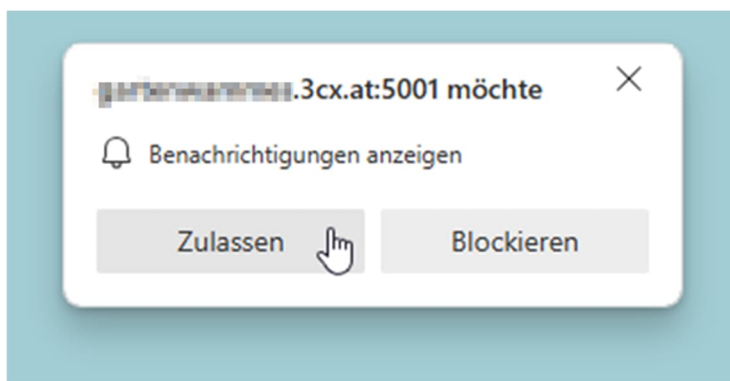 .3cx.at:5001 möchte
Benachrichtigungen anzeigen
Zulassen
Blockieren